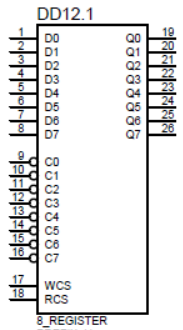 DD12.1
1 D0 Q0 19
2 D1 Q1 20
3 D2 Q2 21
4 D3 Q3 22
5 D4 Q4 23
6 D5 Q5 24
7 D6 Q6 25
8 D7 Q7 26
9 C0
10 C1
11 C2
12 C3
13 C4
14 C5
15 C6
16 C7
17 WCS
18 RCS
8_REGISTER